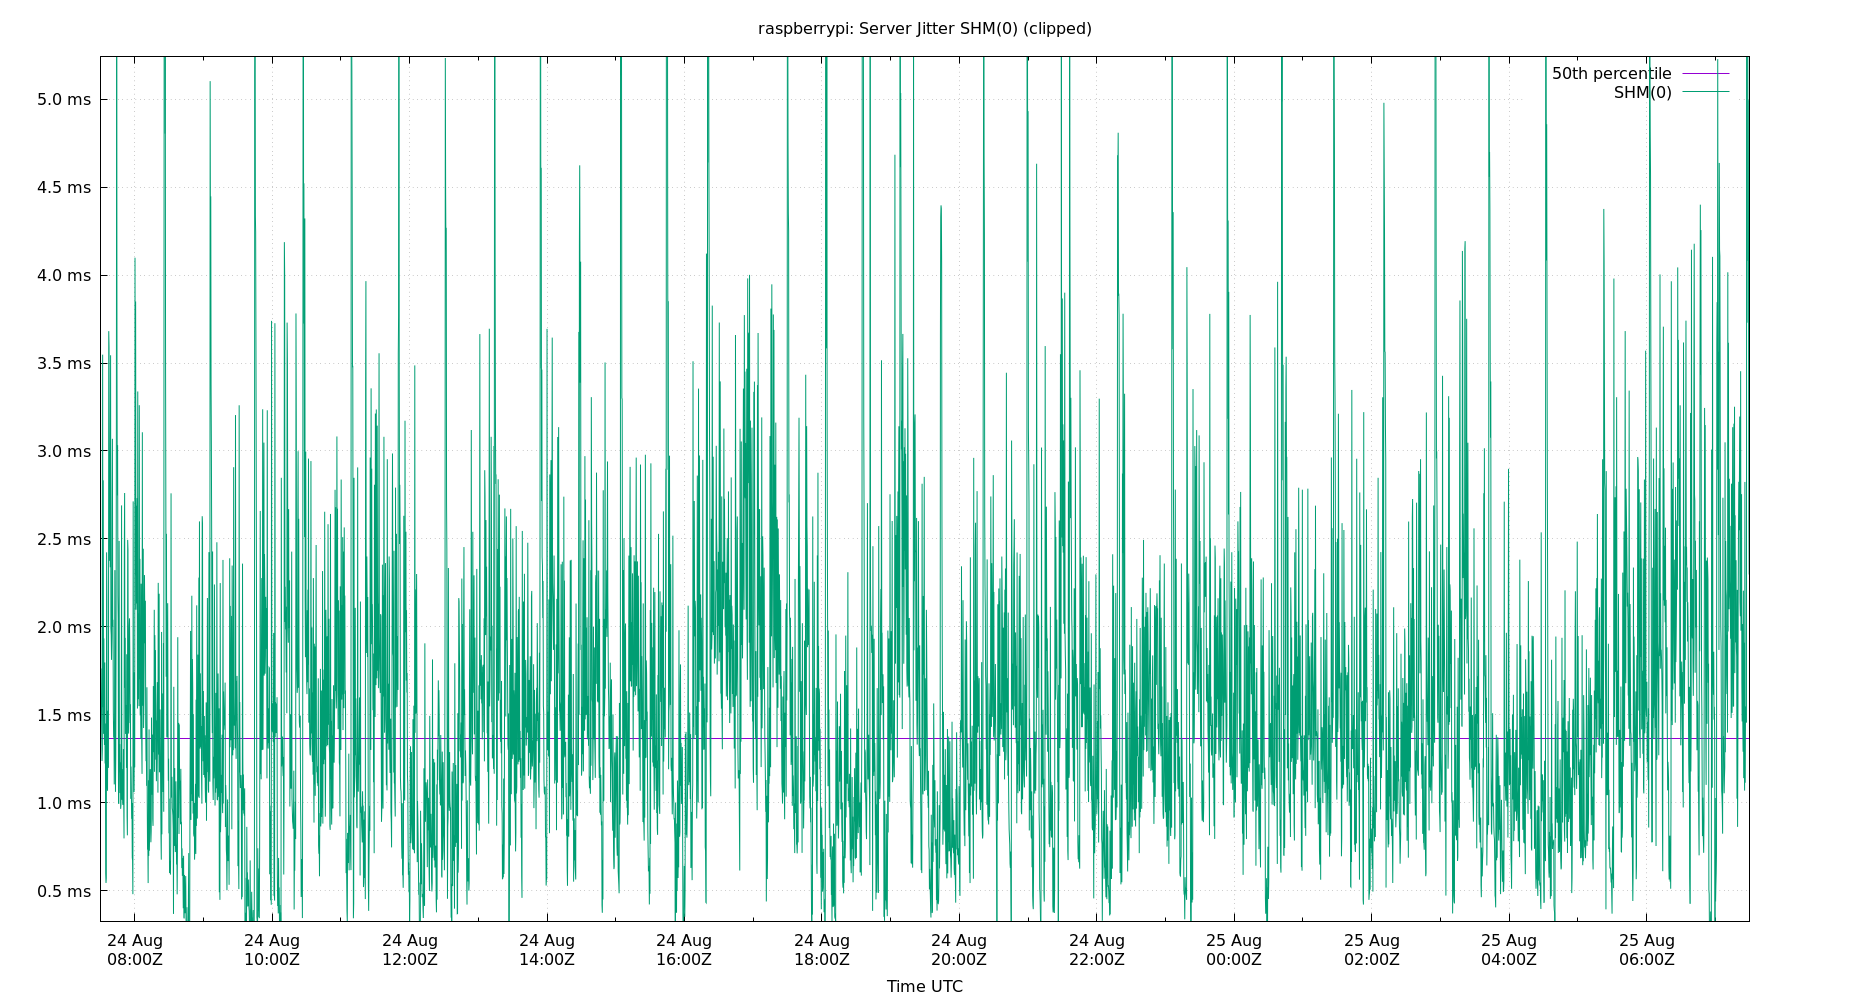 raspberrypi: Server Jitter SHM(0) (clipped)
50th percentile
SHM(0)
5.0 ms
4.5 ms
4.0 ms
3.5 ms
3.0 ms
2.5 ms
2.0 ms
1.5 ms
1.0 ms
0.5 ms
24 Aug 24 Aug 24 Aug 24 Aug 24 Aug 24 Aug 24 Aug 24 Aug 25 Aug 25 Aug 25 Aug 25 Aug
08:00Z 10:00Z 12:00Z 14:00Z 16:00Z 18:00Z 20:00Z 22:00Z 00:00Z 02:00Z 04:00Z 06:00Z
Time UTC